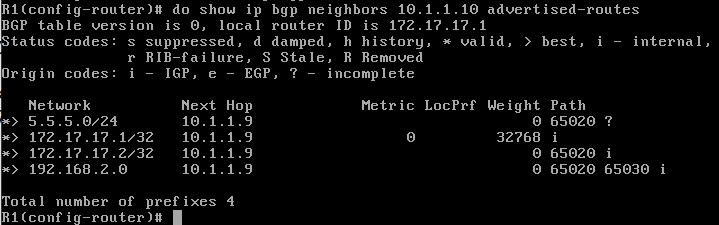 R1(config-router)# do show ip bgp neighbors 10.1.1.10 advertised-routes
BGP table version is 0, local router ID is 172.17.17.1
Status codes: s suppressed, d damped, h history, * valid, > best, i - internal,
              r RIB-failure, S Stale, R Removed
Origin codes: i - IGP, e - EGP, ? - incomplete
   Network          Next Hop            Metric LocPrf Weight Path
*> 5.5.5.0/24       10.1.1.9                               0 65020 ?
*> 172.17.17.1/32   10.1.1.9                 0         32768 i
*> 172.17.17.2/32   10.1.1.9                               0 65020 i
*> 192.168.2.0      10.1.1.9                               0 65020 65030 i
Total number of prefixes 4
R1(config-router)#